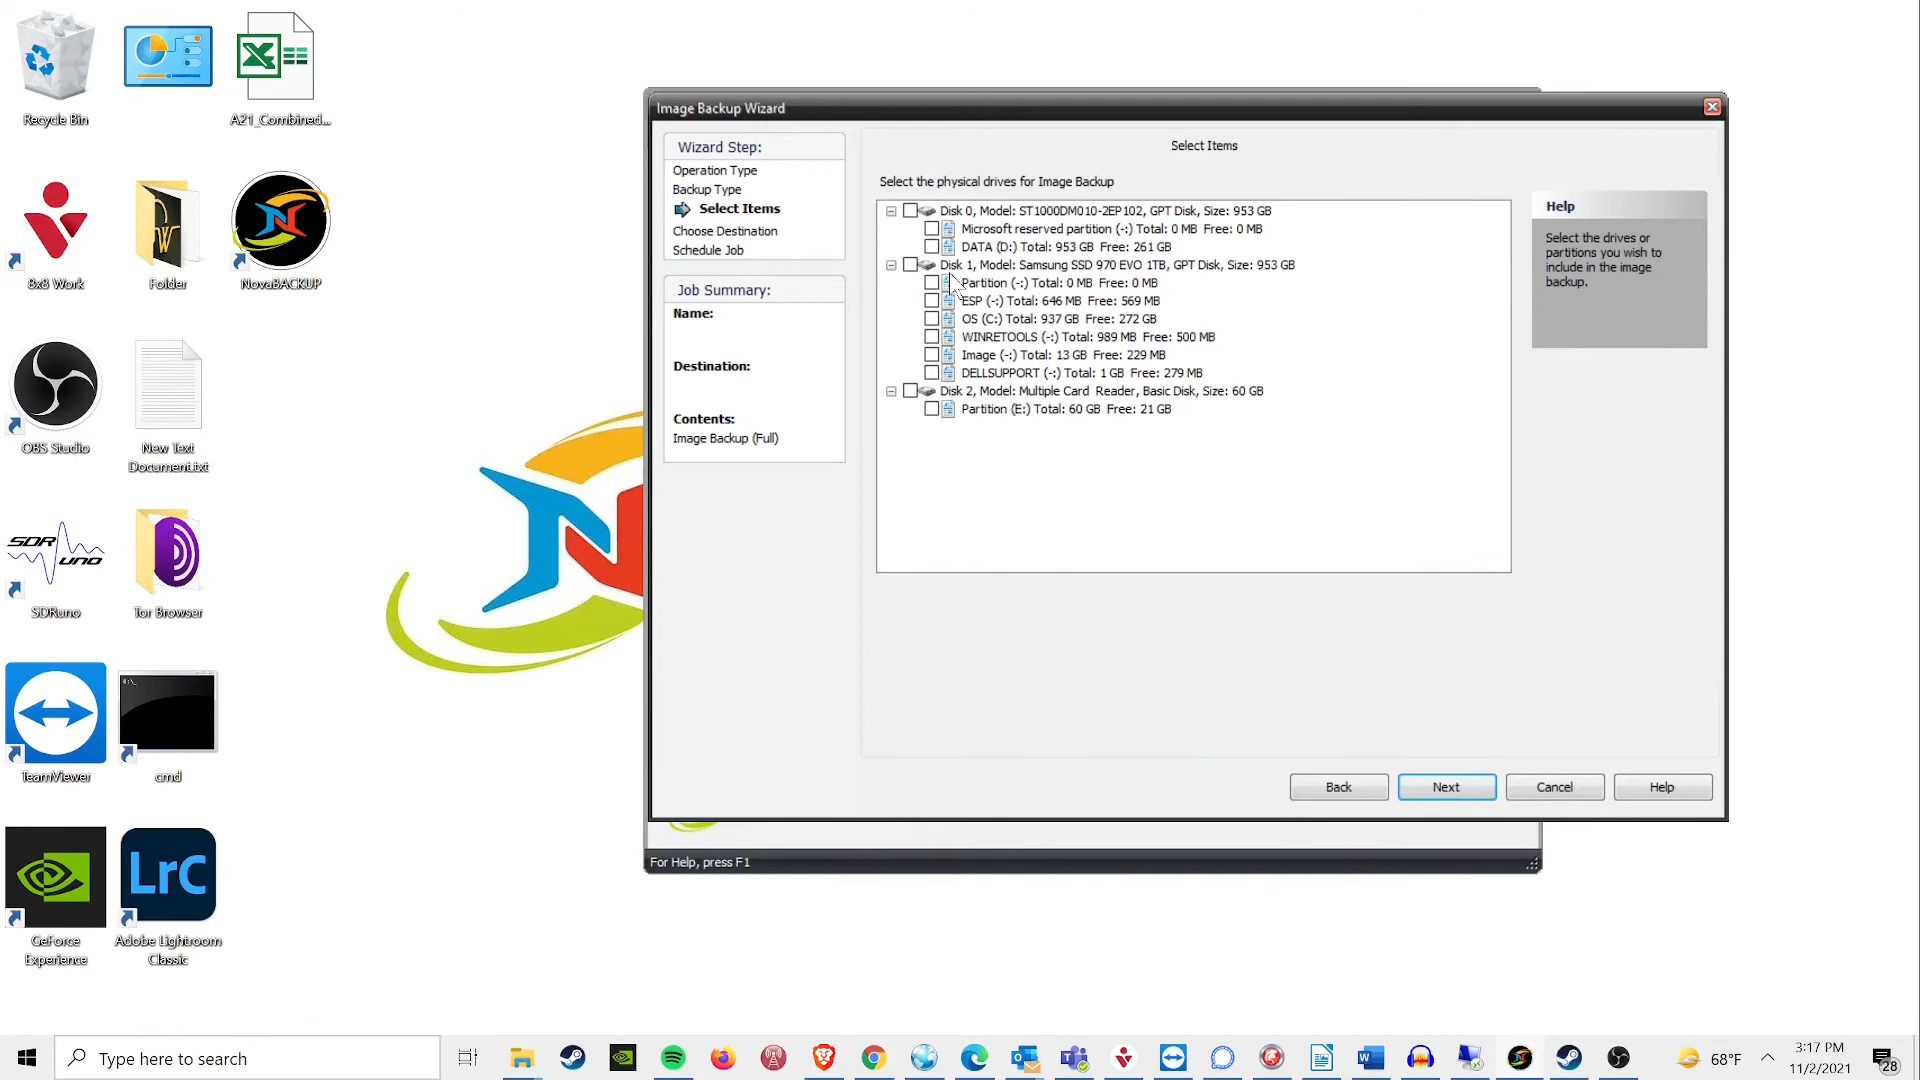 Recycle Bin
A21_Combined...
8x8 Work
Folder
NovaBACKUP
OBS Studio
New Text
Document.txt
SDR
uno
SDRuno
Tor Browser
TeamViewer
cmd
LrC
GeForce
Experience
Adobe Lightroom
Classic
Image Backup Wizard
Wizard Step:
Operation Type
Backup Type
Select Items
Choose Destination
Schedule Job
Job Summary:
Name:
Destination:
Contents:
Image Backup (Full)
Select Items
Select the physical drives for Image Backup
Disk 0, Model: ST1000DM010-2EP102, GPT Disk, Size: 953 GB
Microsoft reserved partition (-:) Total: 0 MB Free: 0 MB
DATA (D:) Total: 953 GB Free: 261 GB
Disk 1, Model: Samsung SSD 970 EVO 1TB, GPT Disk, Size: 953 GB
Partition (-:) Total: 0 MB Free: 0 MB
ESP (-:) Total: 646 MB Free: 569 MB
OS (C:) Total: 937 GB Free: 272 GB
WINRETOOLS (-:) Total: 989 MB Free: 500 MB
Image (-:) Total: 13 GB Free: 229 MB
DELLSUPPORT (-:) Total: 1 GB Free: 279 MB
Disk 2, Model: Multiple Card Reader, Basic Disk, Size: 60 GB
Partition (E:) Total: 60 GB Free: 21 GB
Help
Select the drives or
partitions you wish to
include in the image
backup.
Back
Next
Cancel
Help
For Help, press F1
Type here to search
68°F
3:17 PM
11/2/2021
28